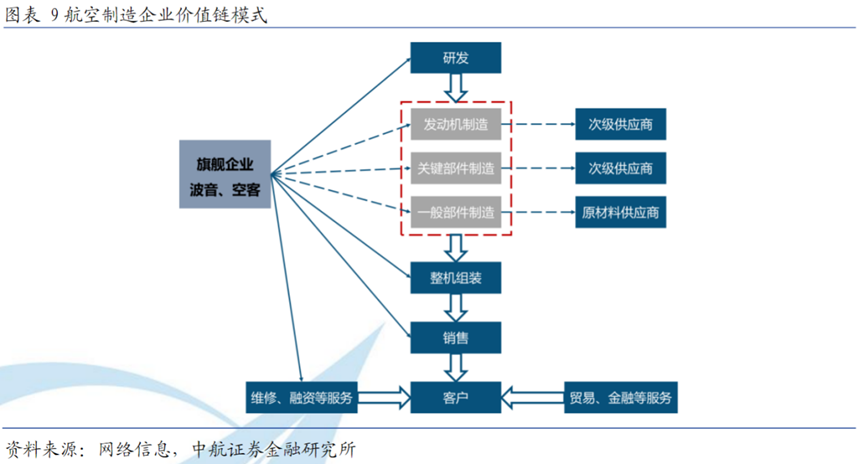 图表 9 航空制造企业价值链模式
研发
发动机制造
次级供应商
旗舰企业
波音、空客
关键部件制造
次级供应商
一般部件制造
原材料供应商
整机组装
销售
维修、融资等服务
客户
贸易、金融等服务
资料来源：网络信息，中航证券金融研究所